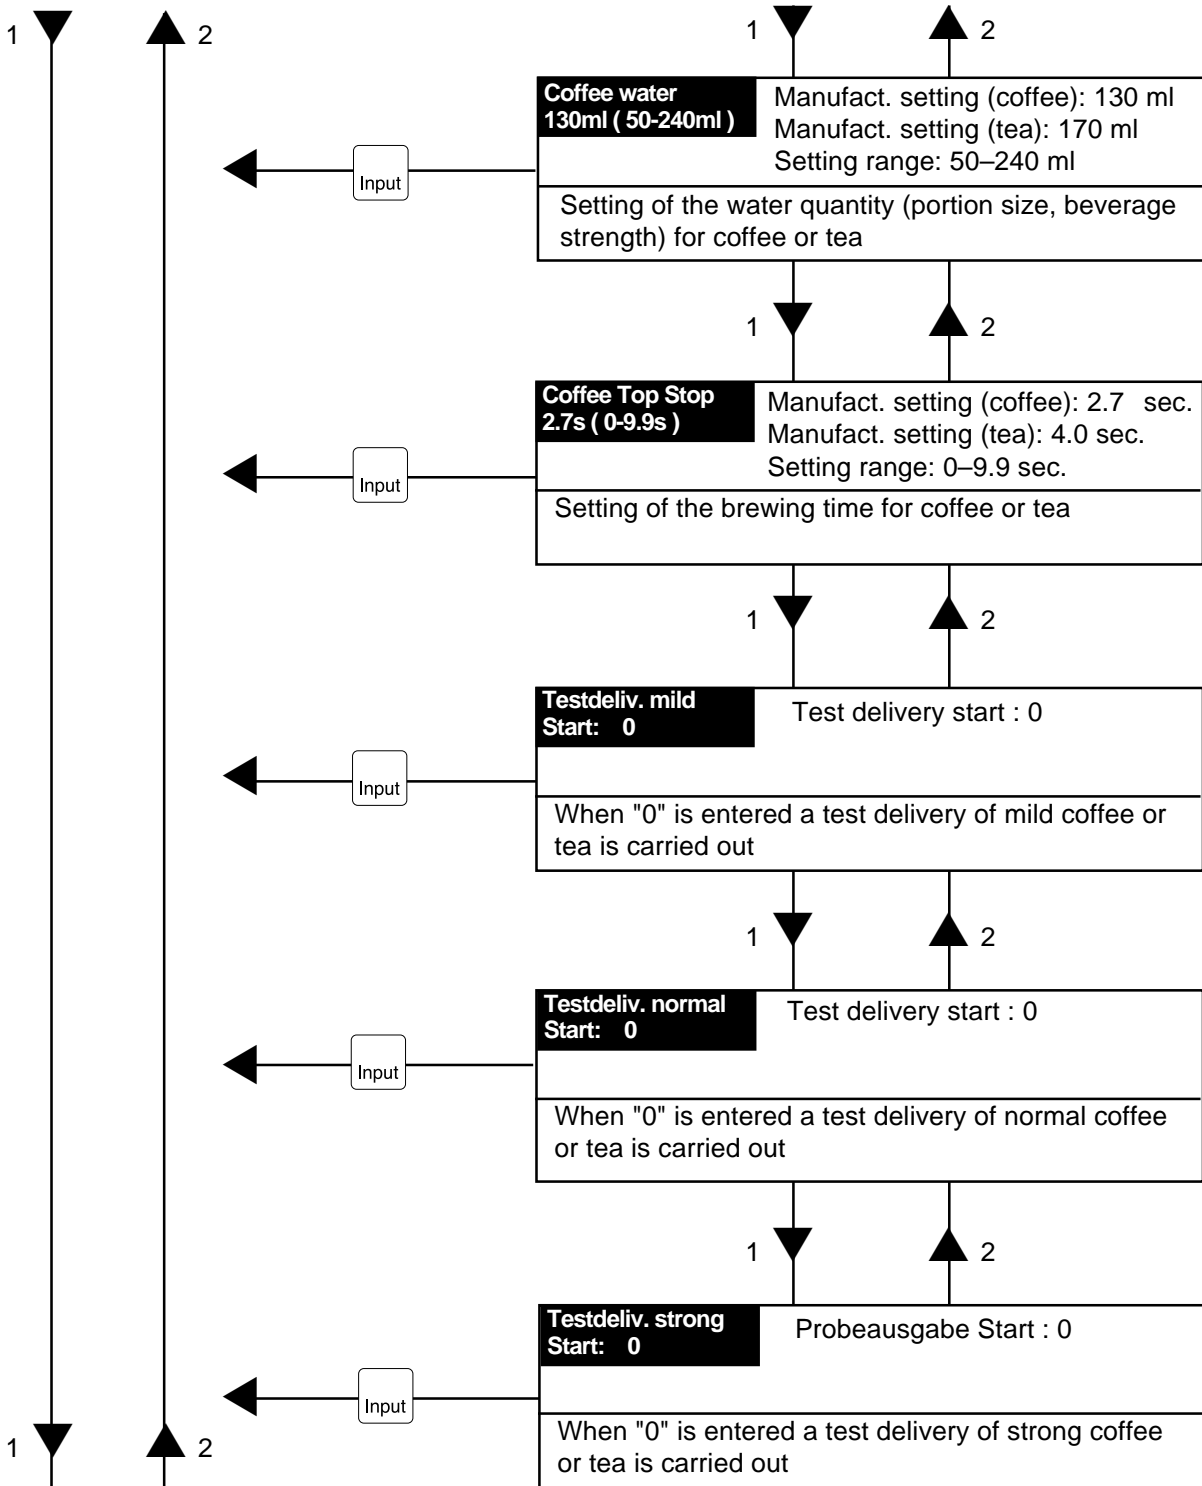 1 2 1 2
Coffee water
130ml ( 50-240ml )
Manufact. setting (coffee): 130 ml
Manufact. setting (tea): 170 ml
Setting range: 50–240 ml
Input
Setting of the water quantity (portion size, beverage
strength) for coffee or tea
1 2
Coffee Top Stop
2.7s ( 0-9.9s )
Manufact. setting (coffee): 2.7 sec.
Manufact. setting (tea): 4.0 sec.
Setting range: 0–9.9 sec.
Input
Setting of the brewing time for coffee or tea
1 2
Testdeliv. mild
Start: 0
Test delivery start : 0
Input
When "0" is entered a test delivery of mild coffee or
tea is carried out
1 2
Testdeliv. normal
Start: 0
Test delivery start : 0
Input
When "0" is entered a test delivery of normal coffee
or tea is carried out
1 2
Testdeliv. strong
Start: 0
Probeausgabe Start : 0
Input
When "0" is entered a test delivery of strong coffee
or tea is carried out
1 2